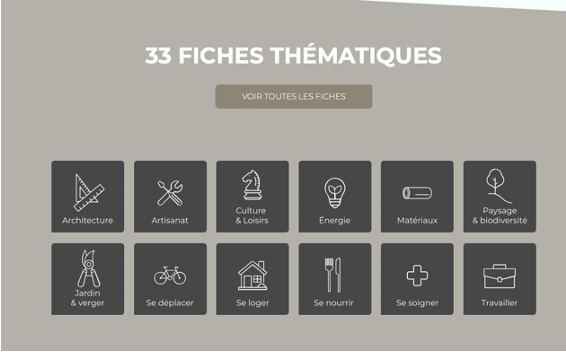 33 FICHES THÉMATIQUES
VOIR TOUTES LES FICHES
Architecture
Artisanat
Culture
& Loisirs
Énergie
Matériaux
Paysage
& biodiversité
Jardin
& verger
Se déplacer
Se loger
Se nourrir
Se soigner
Travailler